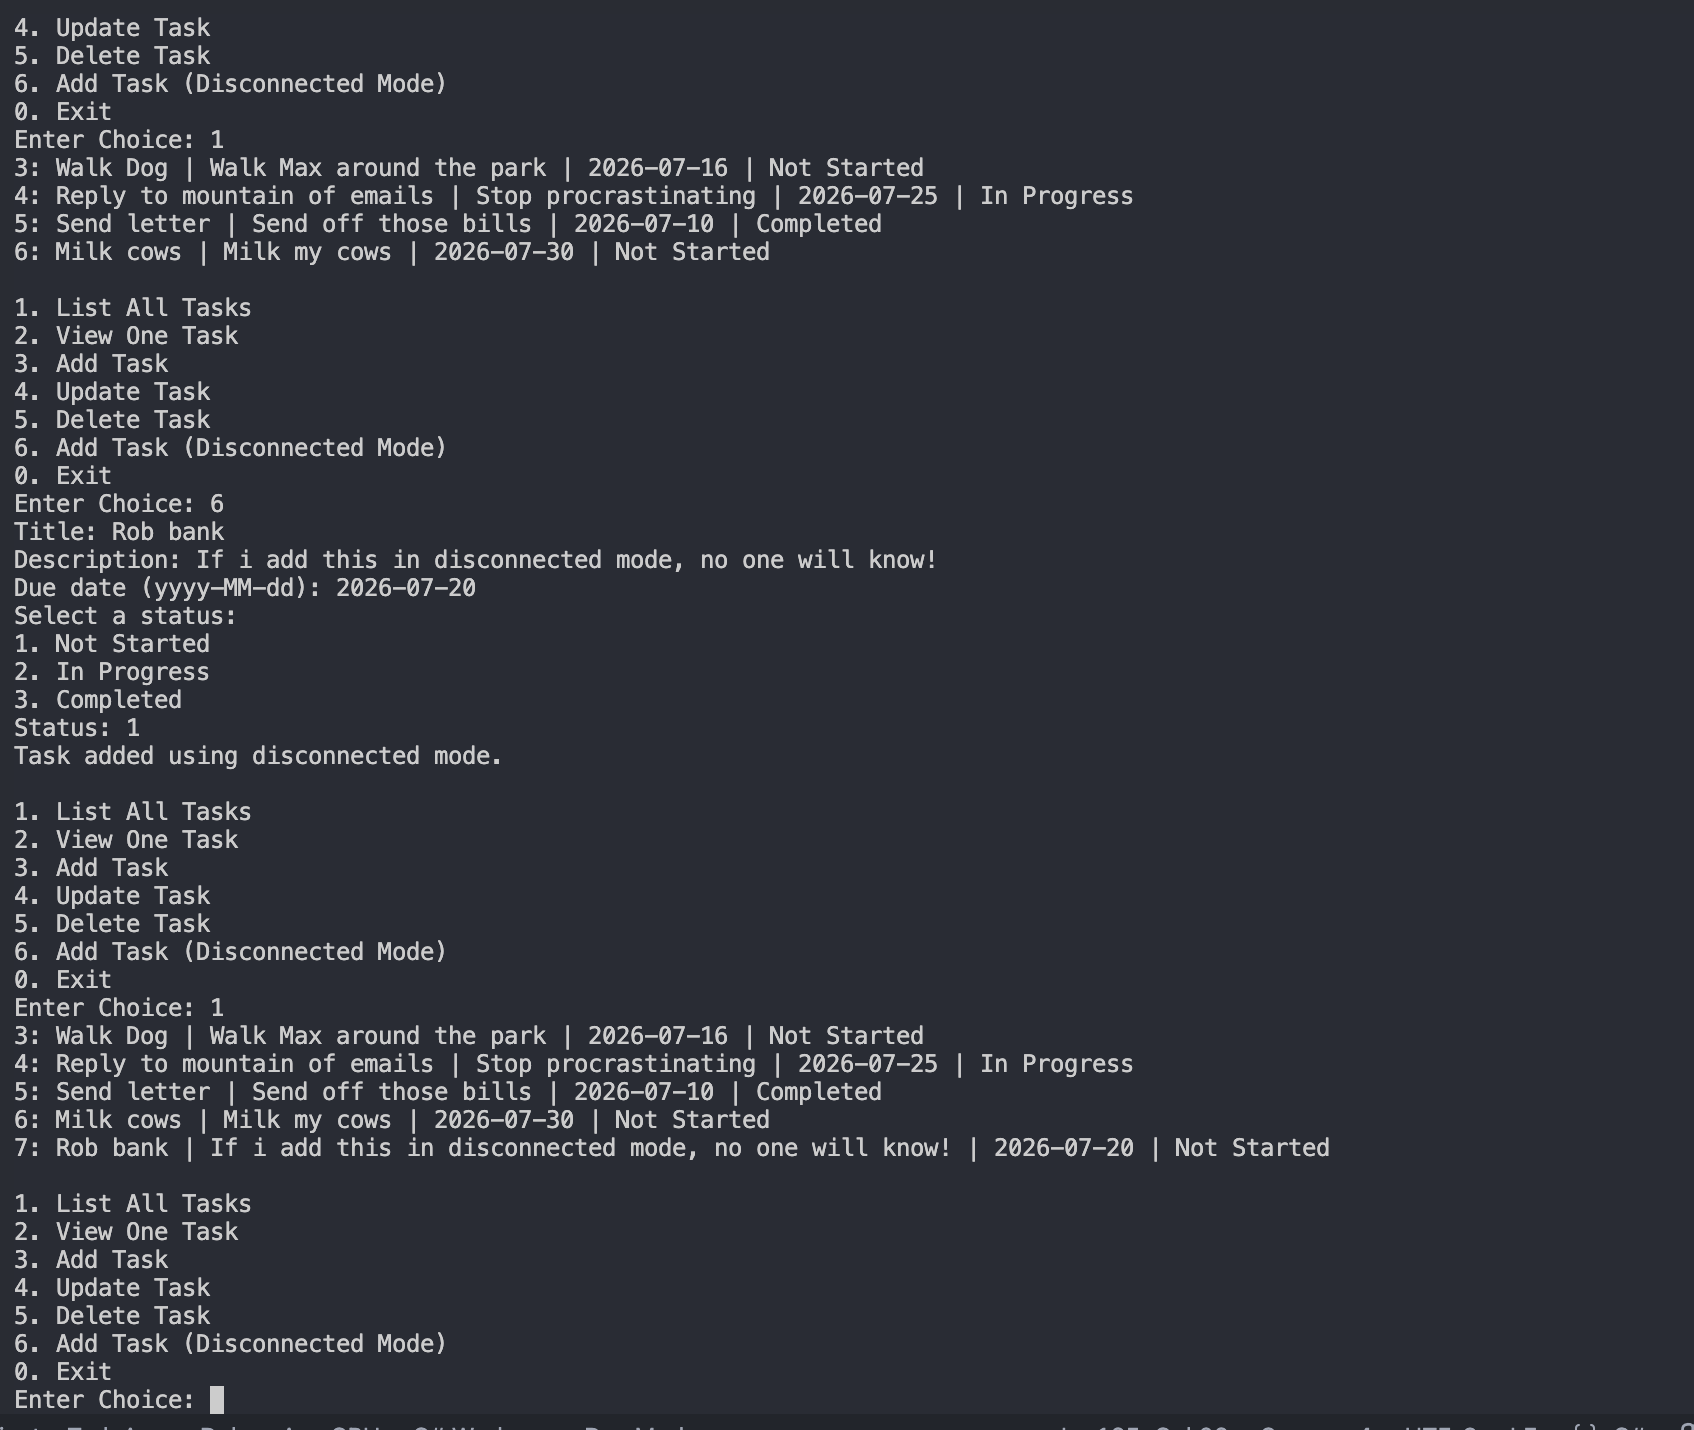 4. Update Task
5. Delete Task
6. Add Task (Disconnected Mode)
0. Exit
Enter Choice: 1
3: Walk Dog | Walk Max around the park | 2026-07-16 | Not Started
4: Reply to mountain of emails | Stop procrastinating | 2026-07-25 | In Progress
5: Send letter | Send off those bills | 2026-07-10 | Completed
6: Milk cows | Milk my cows | 2026-07-30 | Not Started
1. List All Tasks
2. View One Task
3. Add Task
4. Update Task
5. Delete Task
6. Add Task (Disconnected Mode)
0. Exit
Enter Choice: 6
Title: Rob bank
Description: If i add this in disconnected mode, no one will know!
Due date (yyyy-MM-dd): 2026-07-20
Select a status:
1. Not Started
2. In Progress
3. Completed
Status: 1
Task added using disconnected mode.
1. List All Tasks
2. View One Task
3. Add Task
4. Update Task
5. Delete Task
6. Add Task (Disconnected Mode)
0. Exit
Enter Choice: 1
3: Walk Dog | Walk Max around the park | 2026-07-16 | Not Started
4: Reply to mountain of emails | Stop procrastinating | 2026-07-25 | In Progress
5: Send letter | Send off those bills | 2026-07-10 | Completed
6: Milk cows | Milk my cows | 2026-07-30 | Not Started
7: Rob bank | If i add this in disconnected mode, no one will know! | 2026-07-20 | Not Started
1. List All Tasks
2. View One Task
3. Add Task
4. Update Task
5. Delete Task
6. Add Task (Disconnected Mode)
0. Exit
Enter Choice: